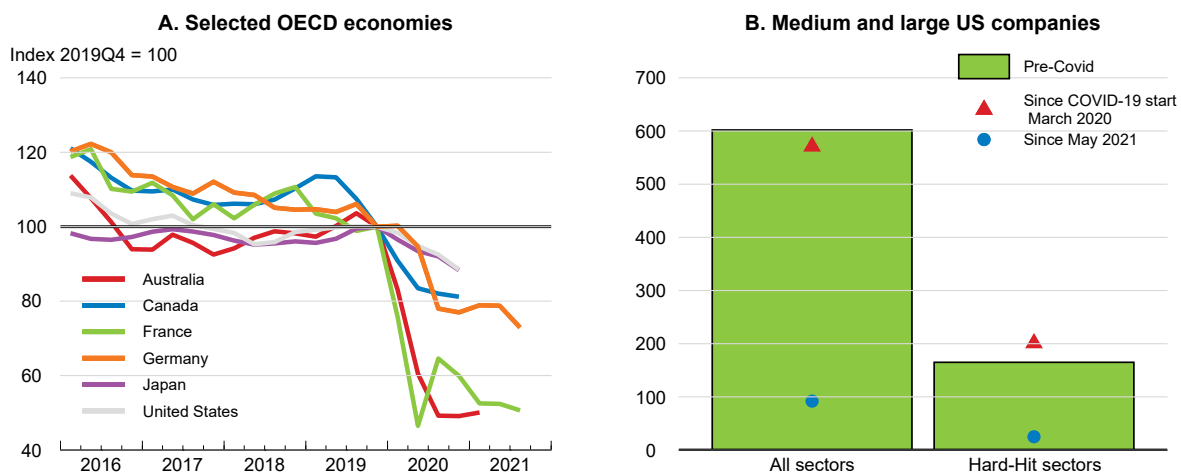 A. Selected OECD economies
Index 2019Q4 = 100
140
120
100
80
60
40
Australia
Canada
France
Germany
Japan
United States
2016 2017 2018 2019 2020 2021
B. Medium and large US companies
700
600
500
400
300
200
100
0
Pre-Covid
Since COVID-19 start
March 2020
Since May 2021
All sectors Hard-Hit sectors